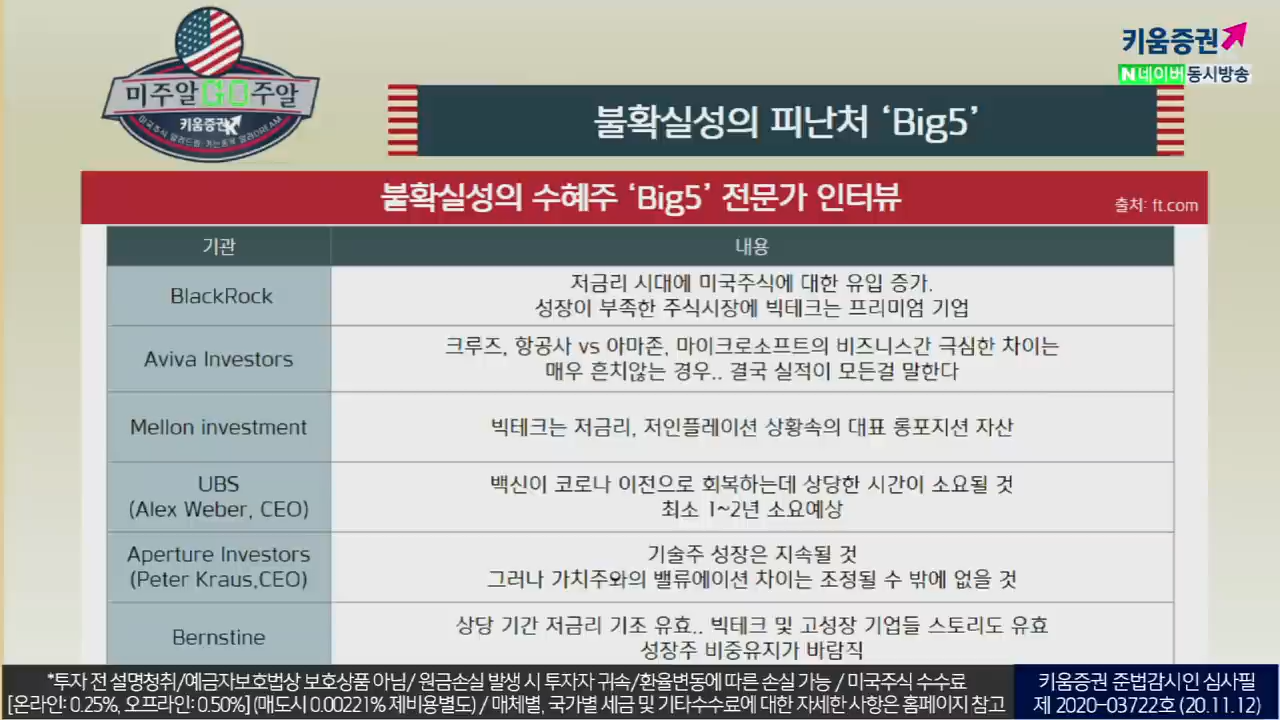 미주알GO주알
키움증권
미국주식 알려드림·키는동학 알려DREAM
불확실성의 피난처 ‘Big5’
키움증권
N네이버 동시방송
불확실성의 수혜주 ‘Big5’ 전문가 인터뷰
출처: ft.com
기관 내용
BlackRock
저금리 시대에 미국주식에 대한 유입 증가.
성장이 부족한 주식시장에 빅테크는 프리미엄 기업
Aviva Investors
크루즈, 항공사 vs 아마존, 마이크로소프트의 비즈니스간 극심한 차이는
매우 흔치않는 경우.. 결국 실적이 모든걸 말한다
Mellon investment
빅테크는 저금리, 저인플레이션 상황속의 대표 롱포지션 자산
UBS
(Alex Weber, CEO)
백신이 코로나 이전으로 회복하는데 상당한 시간이 소요될 것
최소 1~2년 소요예상
Aperture Investors
(Peter Kraus,CEO)
기술주 성장은 지속될 것
그러나 가치주와의 밸류에이션 차이는 조정될 수 밖에 없을 것
Bernstine
상당 기간 저금리 기조 유효.. 빅테크 및 고성장 기업들 스토리도 유효
성장주 비중유지가 바람직
*투자 전 설명청취/예금자보호법상 보호상품 아님/ 원금손실 발생 시 투자자 귀속/환율변동에 따른 손실 가능 / 미국주식 수수료
[온라인: 0.25%, 오프라인: 0.50%] (매도시 0.00221% 제비용별도) / 매체별, 국가별 세금 및 기타수수료에 대한 자세한 사항은 홈페이지 참고
키움증권 준법감시인 심사필
제 2020-03722호 (20.11.12)